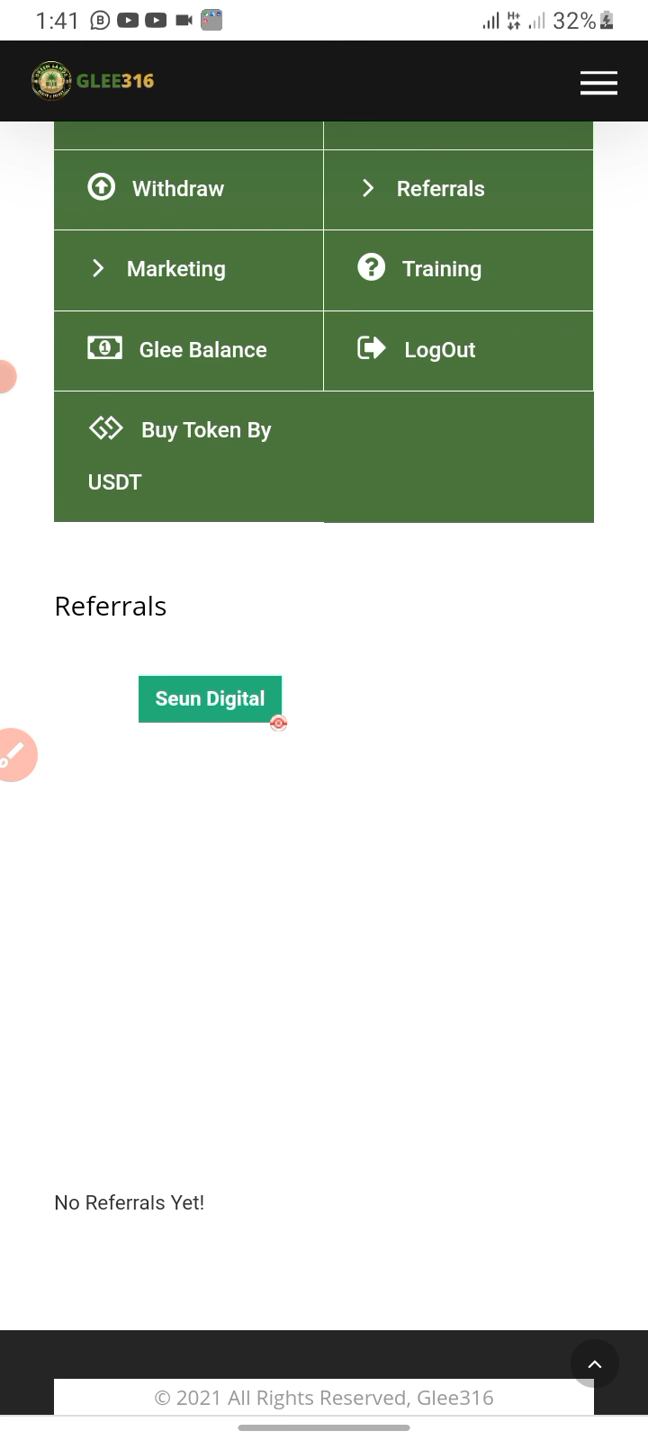 1:41
32%
GLEE316
Withdraw
Referrals
Marketing
Training
Glee Balance
LogOut
Buy Token By
USDT
Referrals
Seun Digital
No Referrals Yet!
© 2021 All Rights Reserved, Glee316